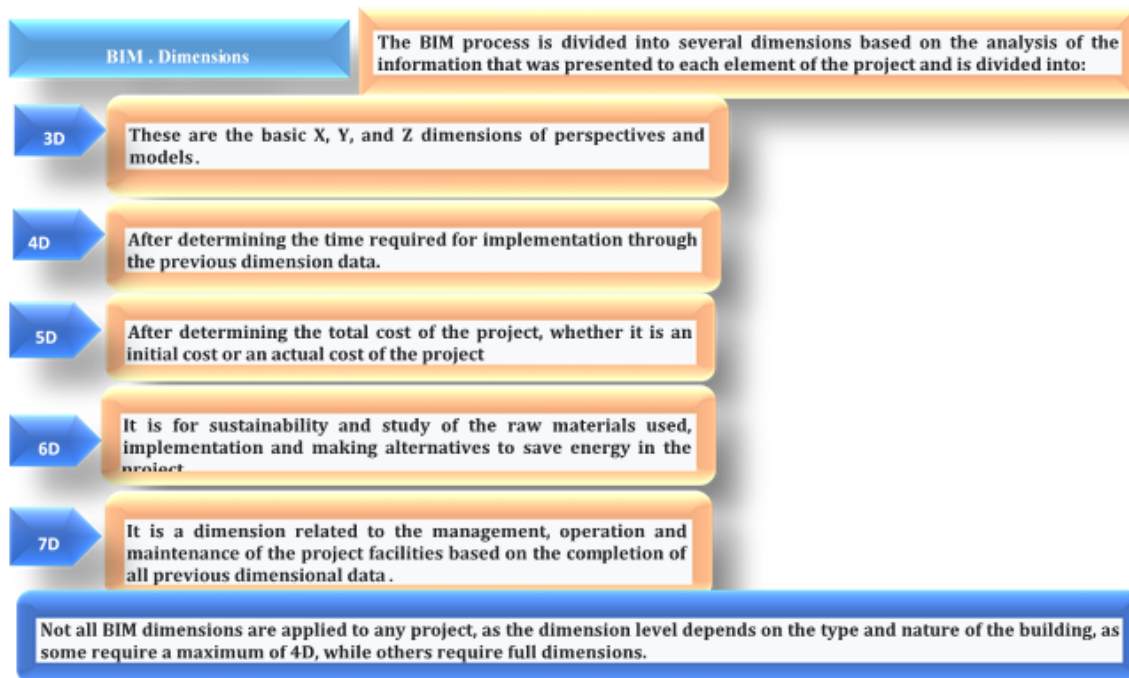 BIM . Dimensions
The BIM process is divided into several dimensions based on the analysis of the
information that was presented to each element of the project and is divided into:
3D
These are the basic X, Y, and Z dimensions of perspectives and
models.
4D
After determining the time required for implementation through
the previous dimension data.
5D
After determining the total cost of the project, whether it is an
initial cost or an actual cost of the project
6D
It is for sustainability and study of the raw materials used,
implementation and making alternatives to save energy in the
project
7D
It is a dimension related to the management, operation and
maintenance of the project facilities based on the completion of
all previous dimensional data .
Not all BIM dimensions are applied to any project, as the dimension level depends on the type and nature of the building, as
some require a maximum of 4D, while others require full dimensions.